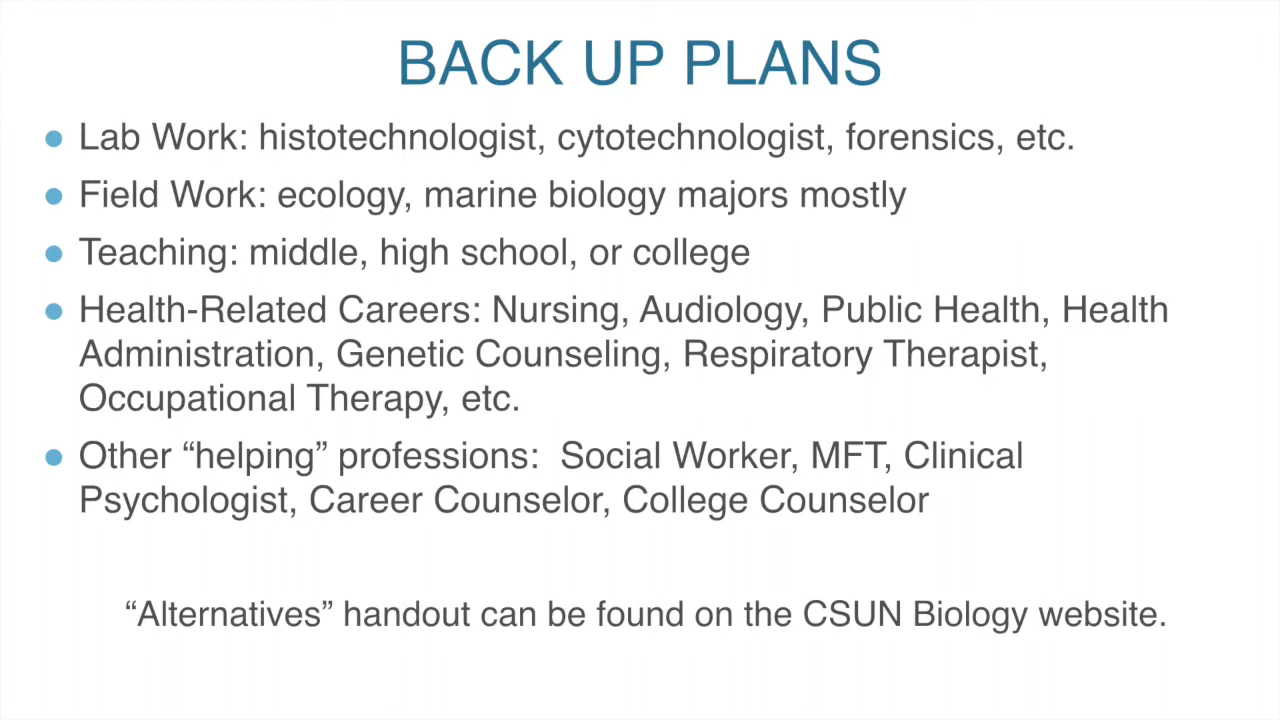 BACK UP PLANS
● Lab Work: histotechnologist, cytotechnologist, forensics, etc.
● Field Work: ecology, marine biology majors mostly
● Teaching: middle, high school, or college
● Health-Related Careers: Nursing, Audiology, Public Health, Health
Administration, Genetic Counseling, Respiratory Therapist,
Occupational Therapy, etc.
● Other “helping” professions:  Social Worker, MFT, Clinical
Psychologist, Career Counselor, College Counselor
“Alternatives” handout can be found on the CSUN Biology website.